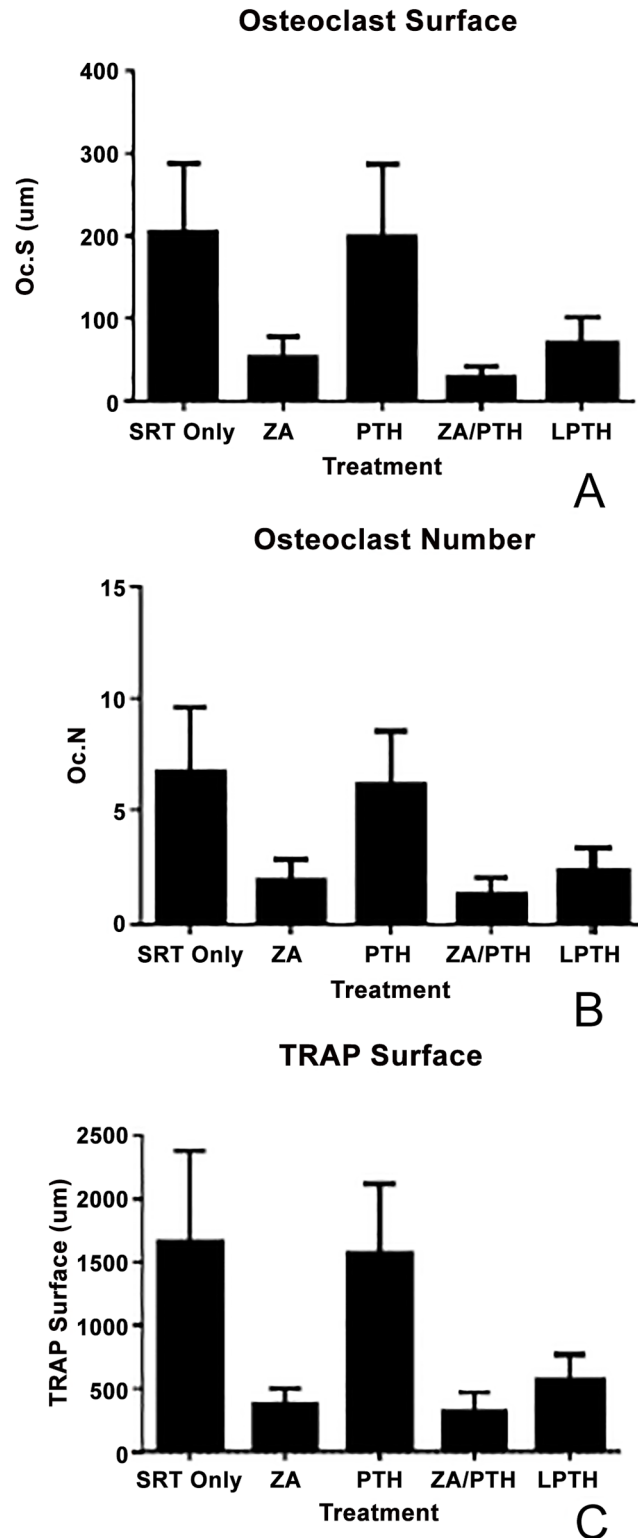 Osteoclast Surface
400
300
200
100
0
Oc.S (um)
SRT Only ZA PTH ZA/PTH LPTH
Treatment
A
Osteoclast Number
15
10
5
0
Oc.N
SRT Only ZA PTH ZA/PTH LPTH
Treatment
B
TRAP Surface
2500
2000
1500
1000
500
0
TRAP Surface (um)
SRT Only ZA PTH ZA/PTH LPTH
Treatment
C